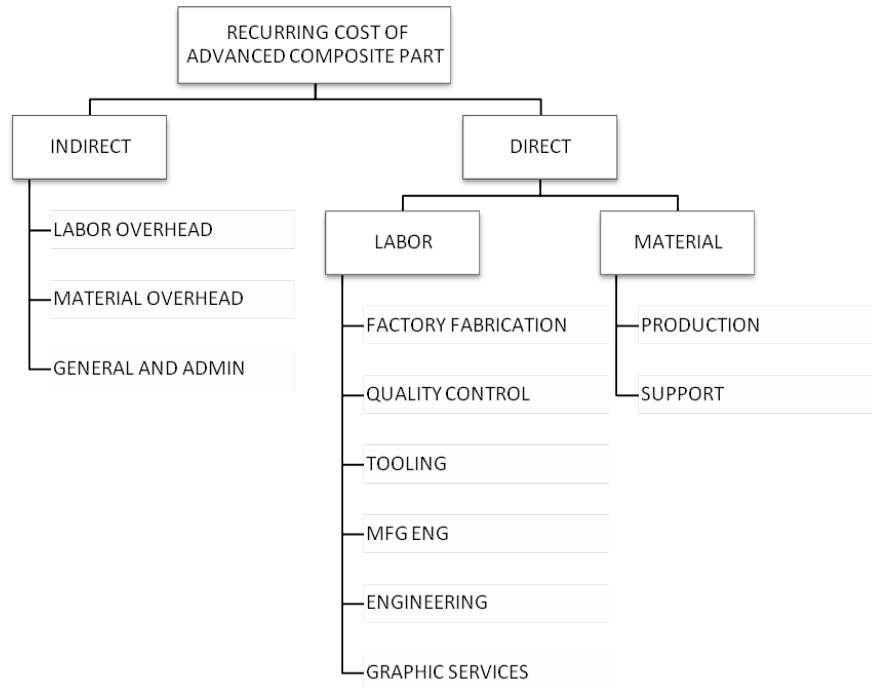 RECURRING COST OF
ADVANCED COMPOSITE PART
INDIRECT
DIRECT
LABOR OVERHEAD
MATERIAL OVERHEAD
GENERAL AND ADMIN
LABOR
MATERIAL
FACTORY FABRICATION
QUALITY CONTROL
TOOLING
MFG ENG
ENGINEERING
GRAPHIC SERVICES
PRODUCTION
SUPPORT